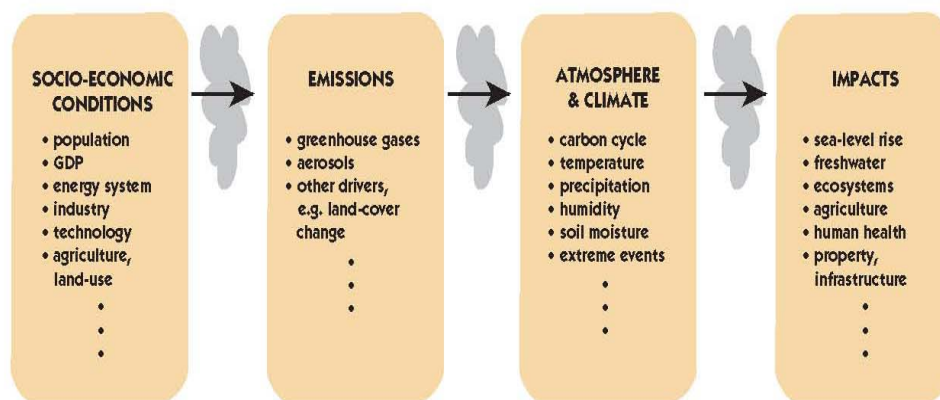 SOCIO-ECONOMIC
CONDITIONS
• population
• GDP
• energy system
• industry
• technology
• agriculture,
land-use
EMISSIONS
• greenhouse gases
• aerosols
• other drivers,
e.g. land-cover
change
ATMOSPHERE
& CLIMATE
• carbon cycle
• temperature
• precipitation
• humidity
• soil moisture
• extreme events
IMPACTS
• sea-level rise
• freshwater
• ecosystems
• agriculture
• human health
• property,
infrastructure